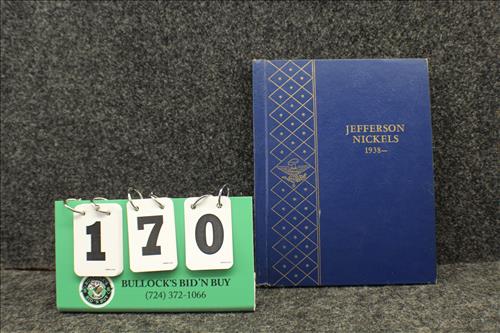 JEFFERSON
NICKELS
1938—
170
BULLOCK'S BID'N BUY
(724) 372-1066